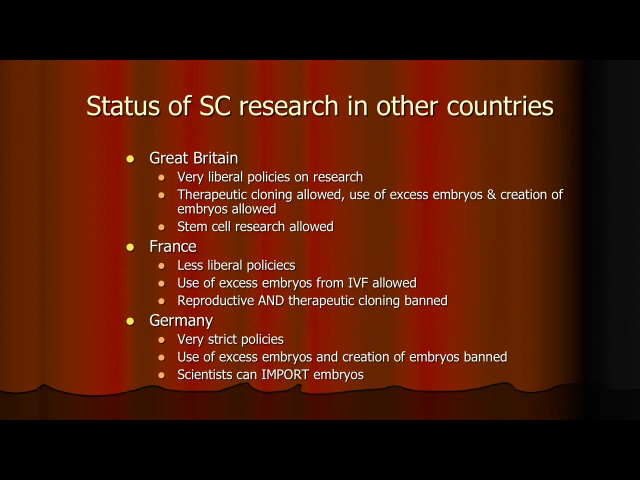 Status of SC research in other countries
Great Britain
Very liberal policies on research
Therapeutic cloning allowed, use of excess embryos & creation of
embryos allowed
Stem cell research allowed
France
Less liberal policiecs
Use of excess embryos from IVF allowed
Reproductive AND therapeutic cloning banned
Germany
Very strict policies
Use of excess embryos and creation of embryos banned
Scientists can IMPORT embryos